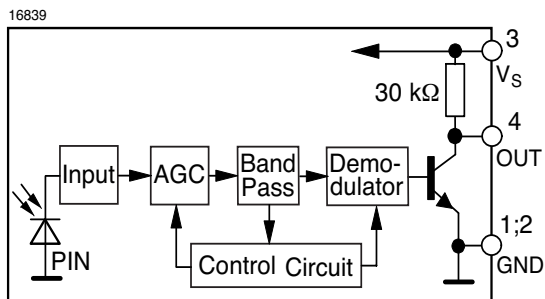 16839
3
V_S
30 kΩ
4
OUT
Input
AGC
Band
Pass
Demo-
dulator
1;2
GND
PIN
Control Circuit